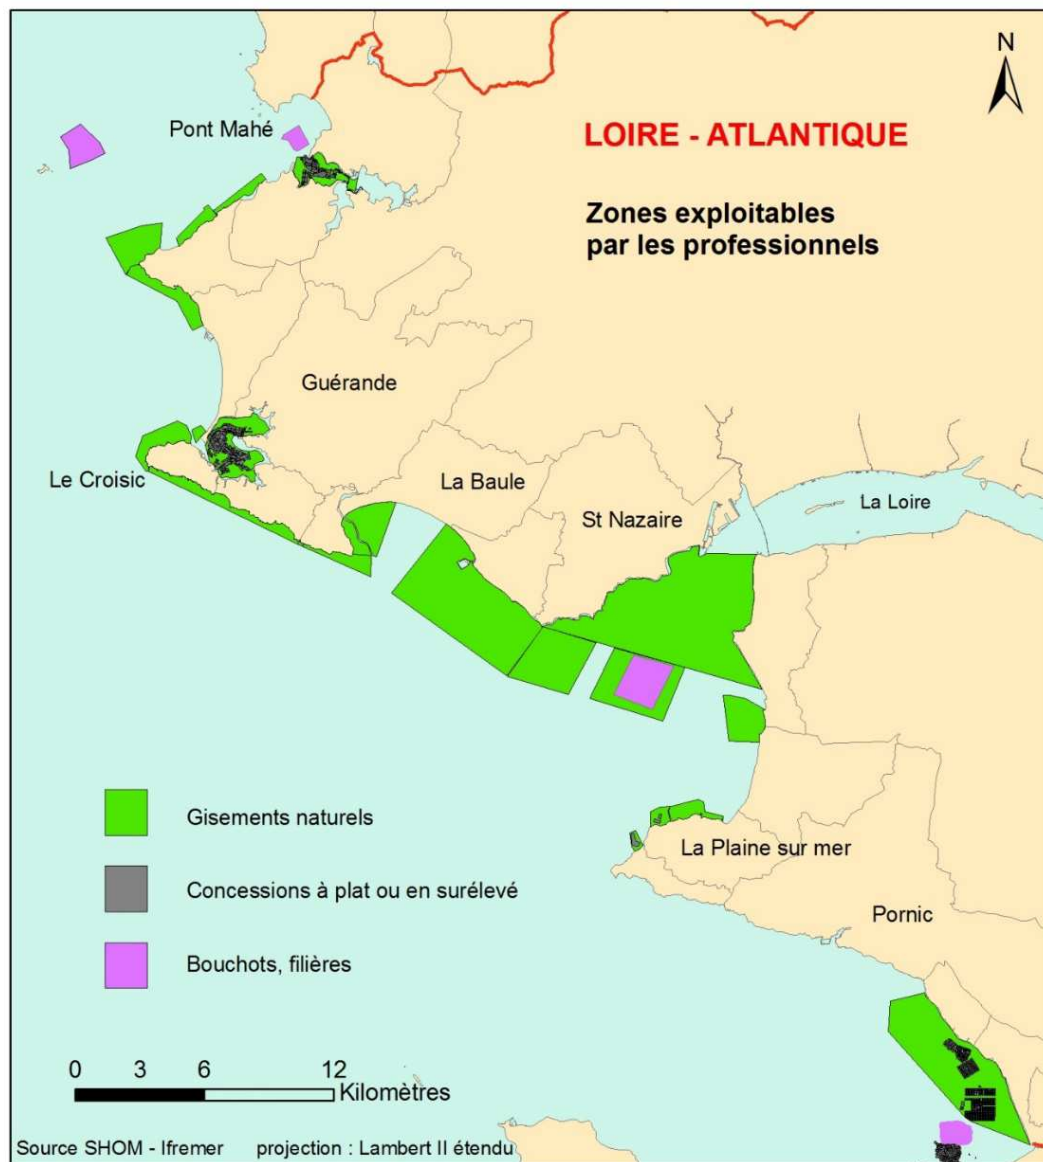 N
Pont Mahé
LOIRE - ATLANTIQUE
Zones exploitables
par les professionnels
Guérande
Le Croisic
La Baule
St Nazaire
La Loire
Gisements naturels
La Plaine sur mer
Concessions à plat ou en surélevé
Pornic
Bouchots, filières
0 3 6 12
Kilomètres
Source SHOM - Ifremer projection : Lambert II étendu